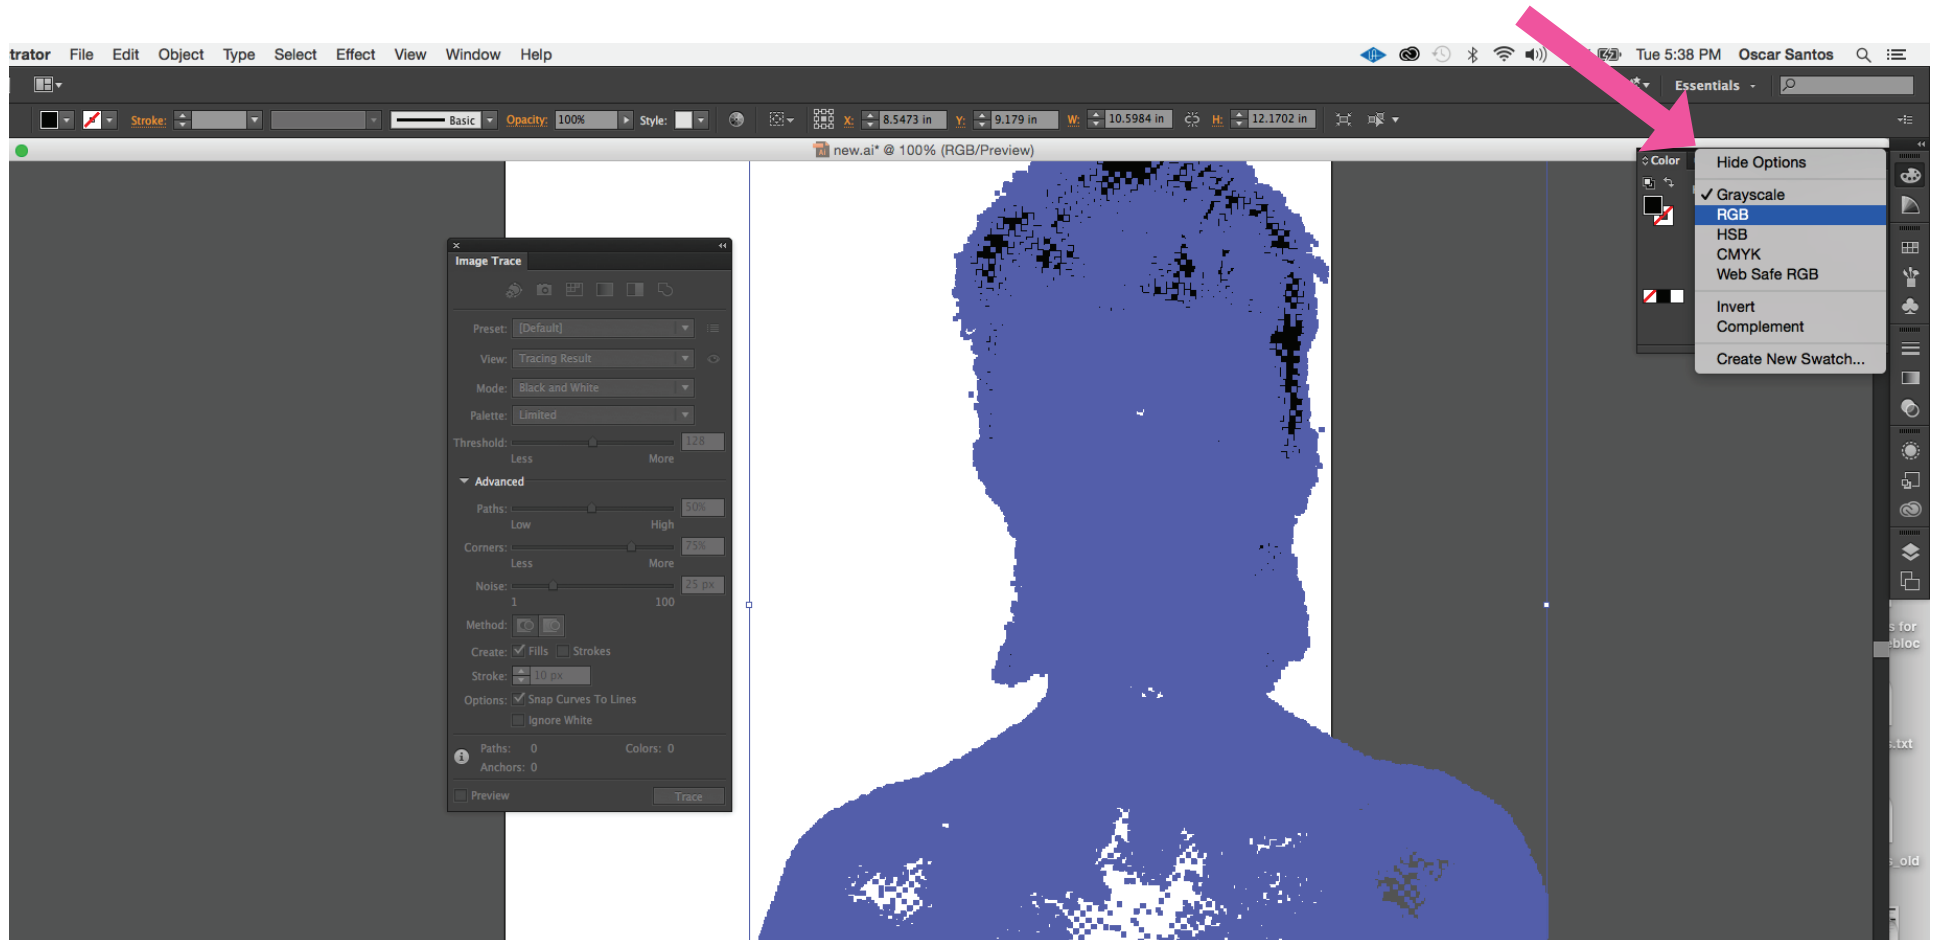 trator File Edit Object Type Select Effect View Window Help Tue 5:38 PM Oscar Santos
Essentials
Stroke: Basic Opacity: 100% Style: X: 8.5473 in Y: 9.179 in W: 10.5984 in H: 12.1702 in
new.ai* @ 100% (RGB/Preview)
Color
Hide Options
Grayscale
RGB
HSB
CMYK
Web Safe RGB
Invert
Complement
Create New Swatch...
Image Trace
Preset: [Default]
View: Tracing Result
Mode: Black and White
Palette: Limited
Threshold: 128
Less More
Advanced
Paths: 50%
Low High
Corners: 75%
Less More
Noise: 25 px
1 100
Method:
Create: Fills Strokes
Stroke: 10 px
Options: Snap Curves To Lines
Ignore White
Paths: 0 Colors: 0
Anchors: 0
Preview Trace
s for
ebloc
s.txt
s_old